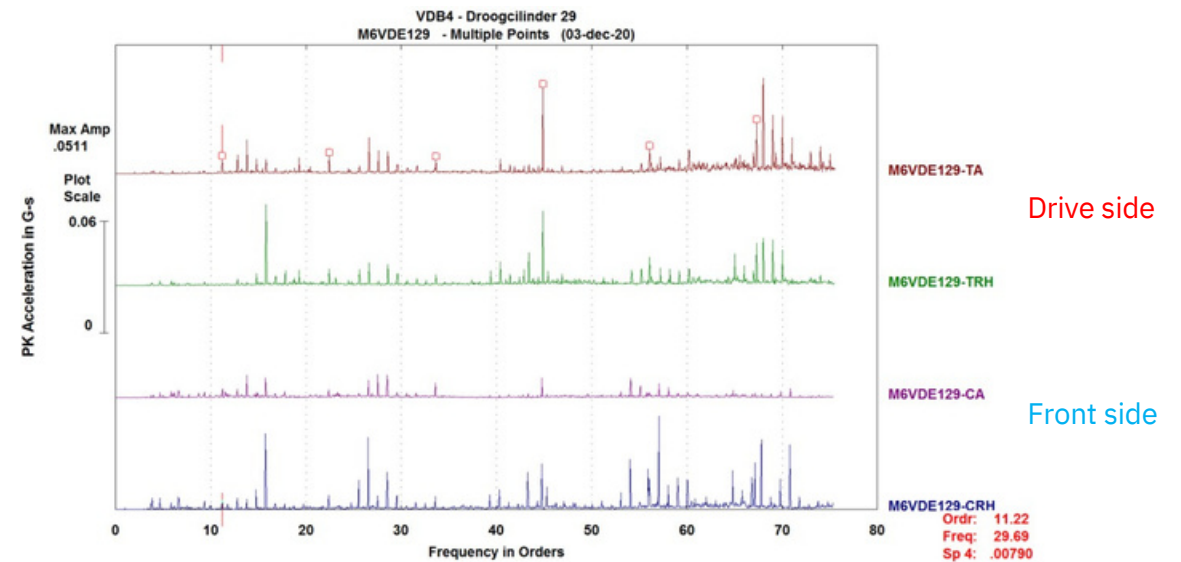 VDB4 - Droogcilinder 29
M6VDE129 - Multiple Points (03-dec-20)
Max Amp
.0511
Plot
Scale
0.06
0
PK Acceleration in G-s
M6VDE129-TA
Drive side
M6VDE129-TRH
M6VDE129-CA
Front side
M6VDE129-CRH
0 10 20 30 40 50 60 70 80
Frequency in Orders
Ordr: 11.22
Freq: 29.69
Sp 4: .00790